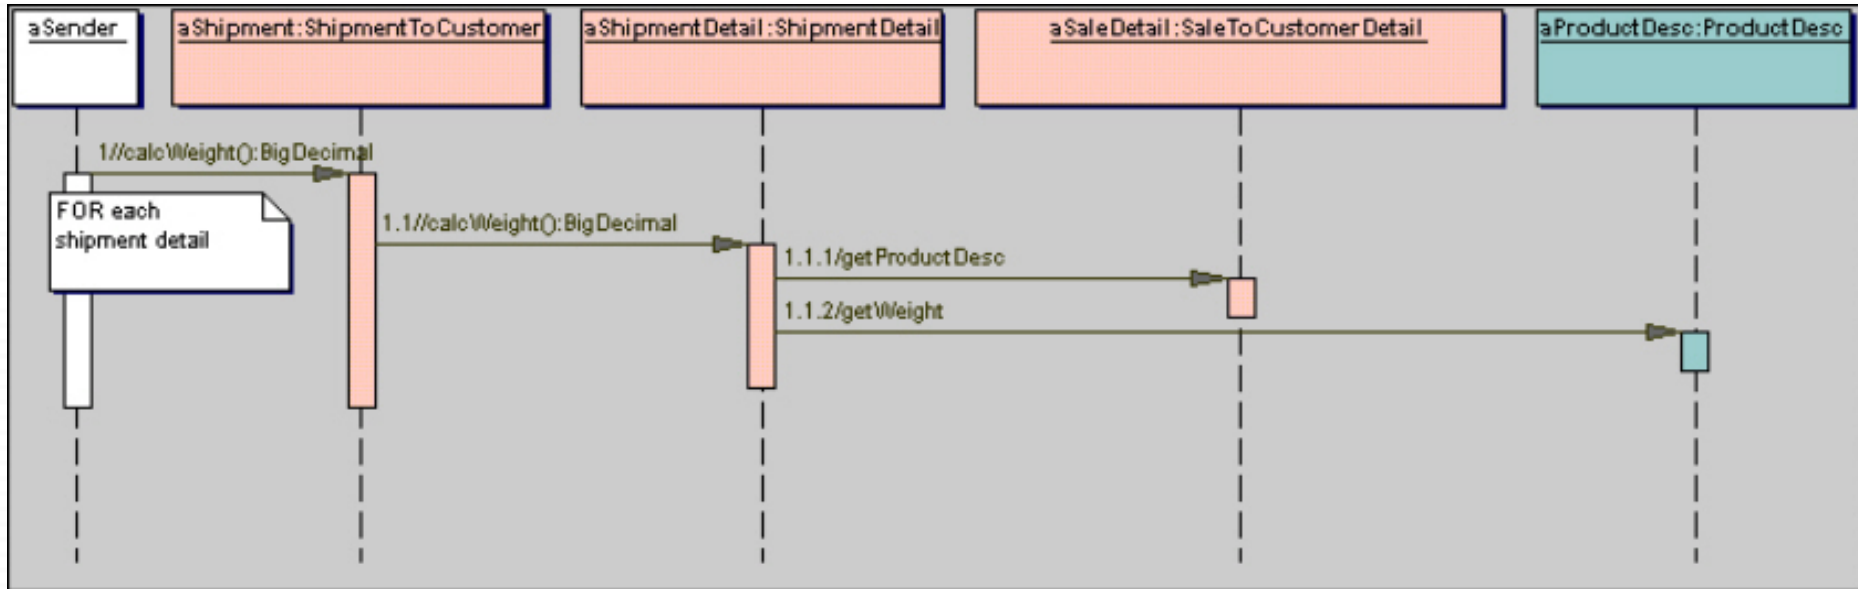 aSender
aShipment:ShipmentToCustomer
aShipmentDetail:ShipmentDetail
aSaleDetail:SaleToCustomerDetail
aProductDesc:ProductDesc
1//calcWeight():BigDecimal
FOR each
shipment detail
1.1//calcWeight():BigDecimal
1.1.1/getProductDesc
1.1.2/getWeight